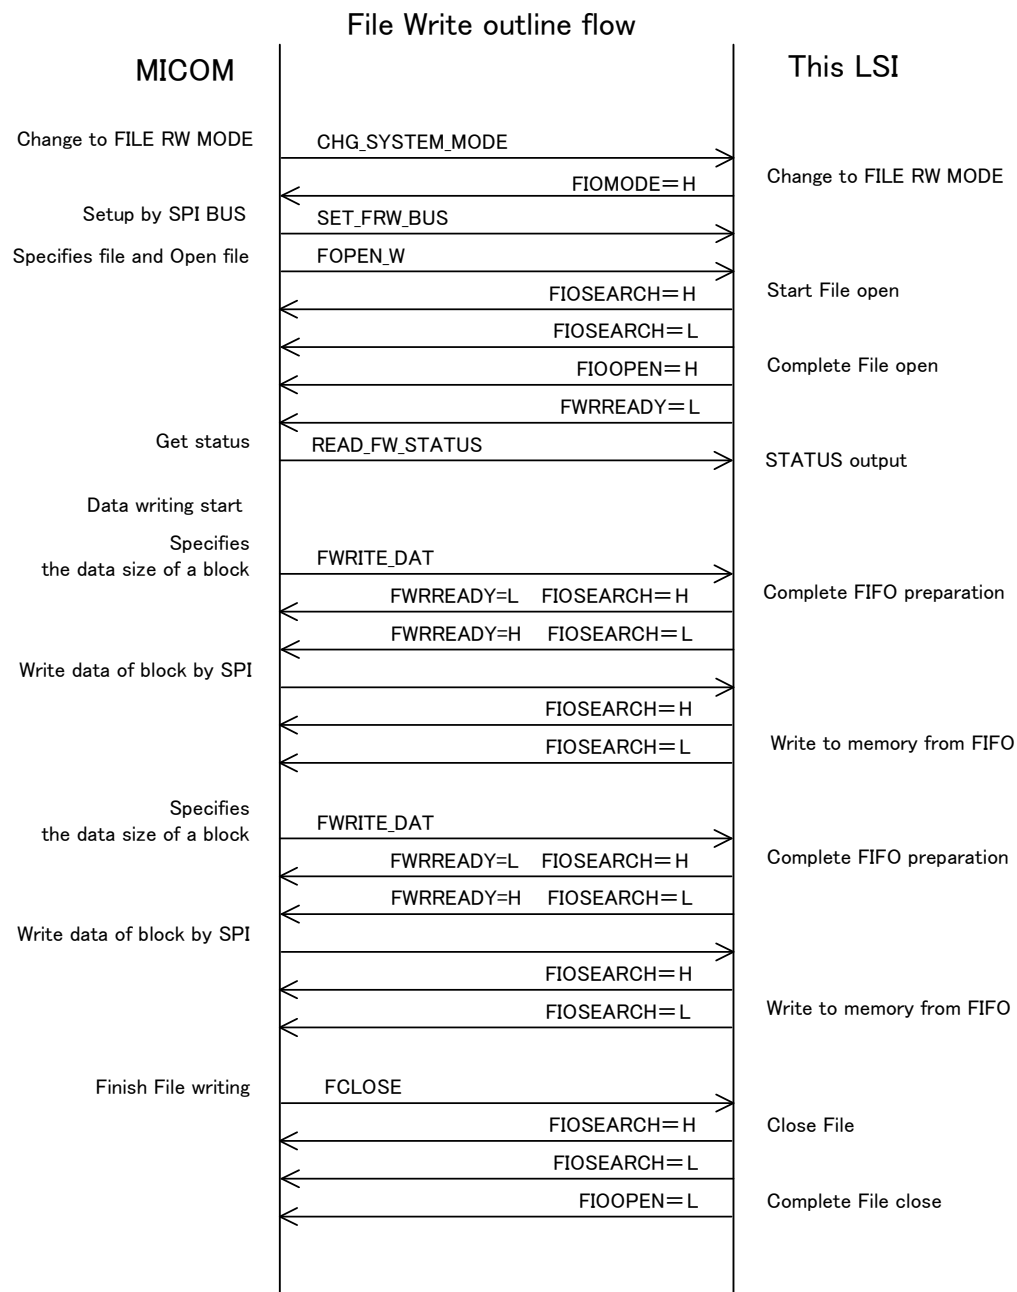 File Write outline flow
MICOM
This LSI
Change to FILE RW MODE
CHG_SYSTEM_MODE
FIOMODE=H
Change to FILE RW MODE
Setup by SPI BUS
SET_FRW_BUS
Specifies file and Open file
FOPEN_W
FIOSEARCH=H
Start File open
FIOSEARCH=L
FIOOPEN=H
Complete File open
FWRREADY=L
Get status
READ_FW_STATUS
STATUS output
Data writing start
Specifies
the data size of a block
FWRITE_DAT
FWRREADY=L FIOSEARCH=H
Complete FIFO preparation
FWRREADY=H FIOSEARCH=L
Write data of block by SPI
FIOSEARCH=H
FIOSEARCH=L
Write to memory from FIFO
Specifies
the data size of a block
FWRITE_DAT
FWRREADY=L FIOSEARCH=H
Complete FIFO preparation
FWRREADY=H FIOSEARCH=L
Write data of block by SPI
FIOSEARCH=H
FIOSEARCH=L
Write to memory from FIFO
Finish File writing
FCLOSE
FIOSEARCH=H
Close File
FIOSEARCH=L
FIOOPEN=L
Complete File close